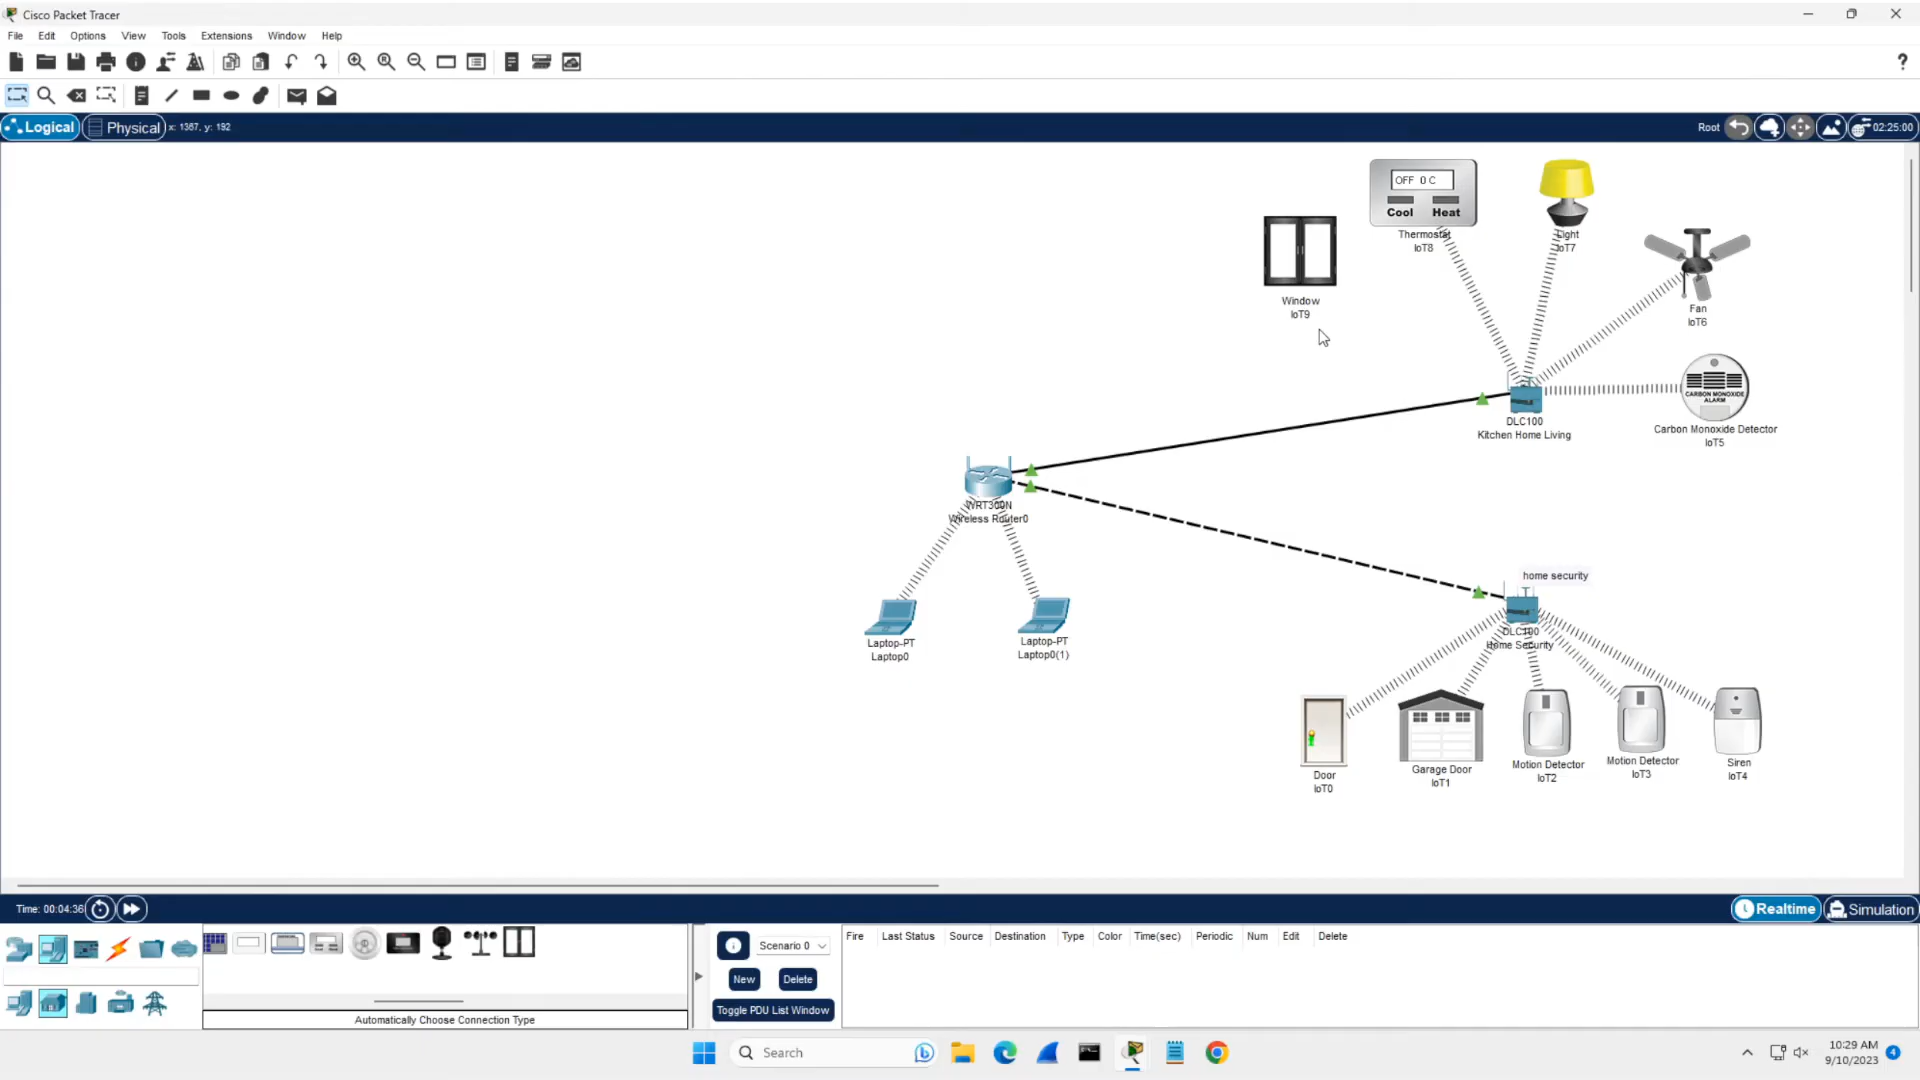 Cisco Packet Tracer
File Edit Options View Tools Extensions Window Help
Logical Physical x: 1367, y: 192 Root 02:25:00
OFF 0 C
Cool Heat
Thermostat
IoT8
Light
IoT7
Window
IoT9
Fan
IoT6
CARBON MONOXIDE
ALARM
Carbon Monoxide Detector
IoT5
DLC100
Kitchen Home Living
WRT300N
Wireless Router0
home security
DLC100
Home Security
Laptop-PT
Laptop0
Laptop-PT
Laptop0(1)
Door
IoT0
Garage Door
IoT1
Motion Detector
IoT2
Motion Detector
IoT3
Siren
IoT4
Time: 00:04:36 Realtime Simulation
Scenario 0
New Delete
Toggle PDU List Window
Fire Last Status Source Destination Type Color Time(sec) Periodic Num Edit Delete
Automatically Choose Connection Type
Search
10:29 AM
9/10/2023
4